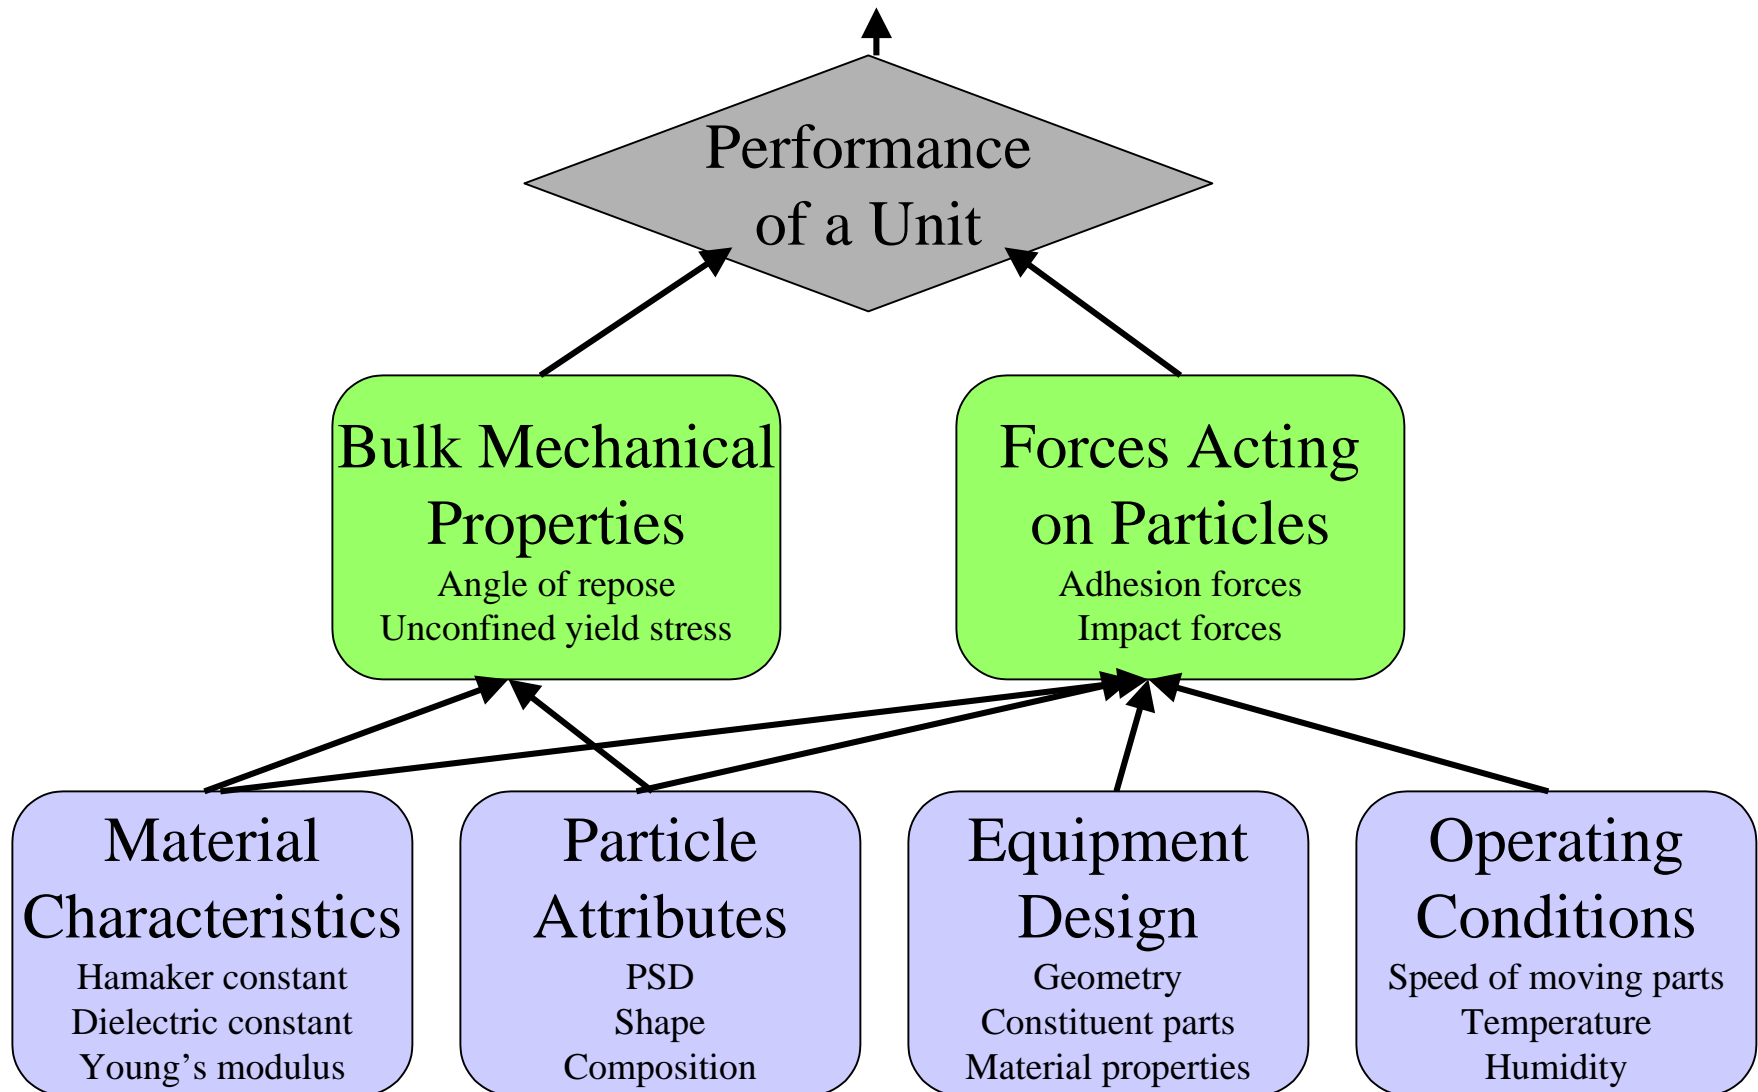 Performance
of a Unit
Bulk Mechanical
Properties
Angle of repose
Unconfined yield stress
Forces Acting
on Particles
Adhesion forces
Impact forces
Material
Characteristics
Hamaker constant
Dielectric constant
Young’s modulus
Particle
Attributes
PSD
Shape
Composition
Equipment
Design
Geometry
Constituent parts
Material properties
Operating
Conditions
Speed of moving parts
Temperature
Humidity